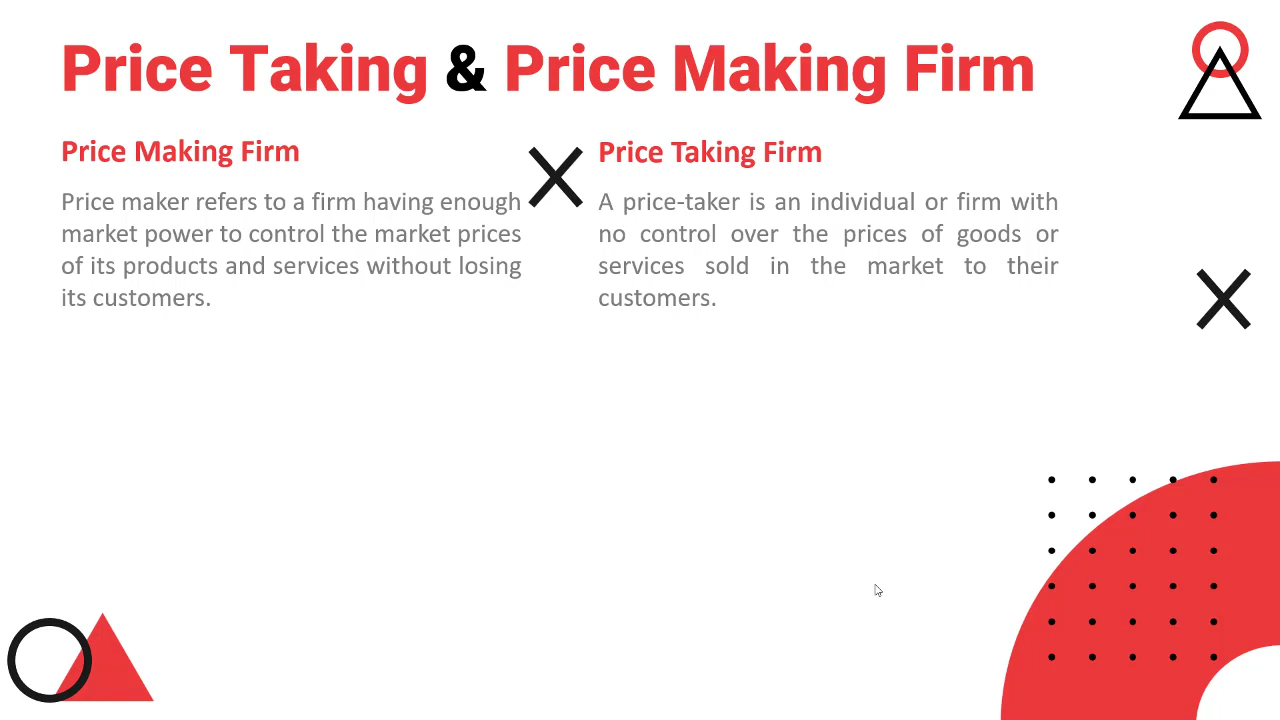 Price Taking & Price Making Firm
Price Making Firm
Price maker refers to a firm having enough
market power to control the market prices
of its products and services without losing
its customers.
Price Taking Firm
A price-taker is an individual or firm with
no control over the prices of goods or
services sold in the market to their
customers.